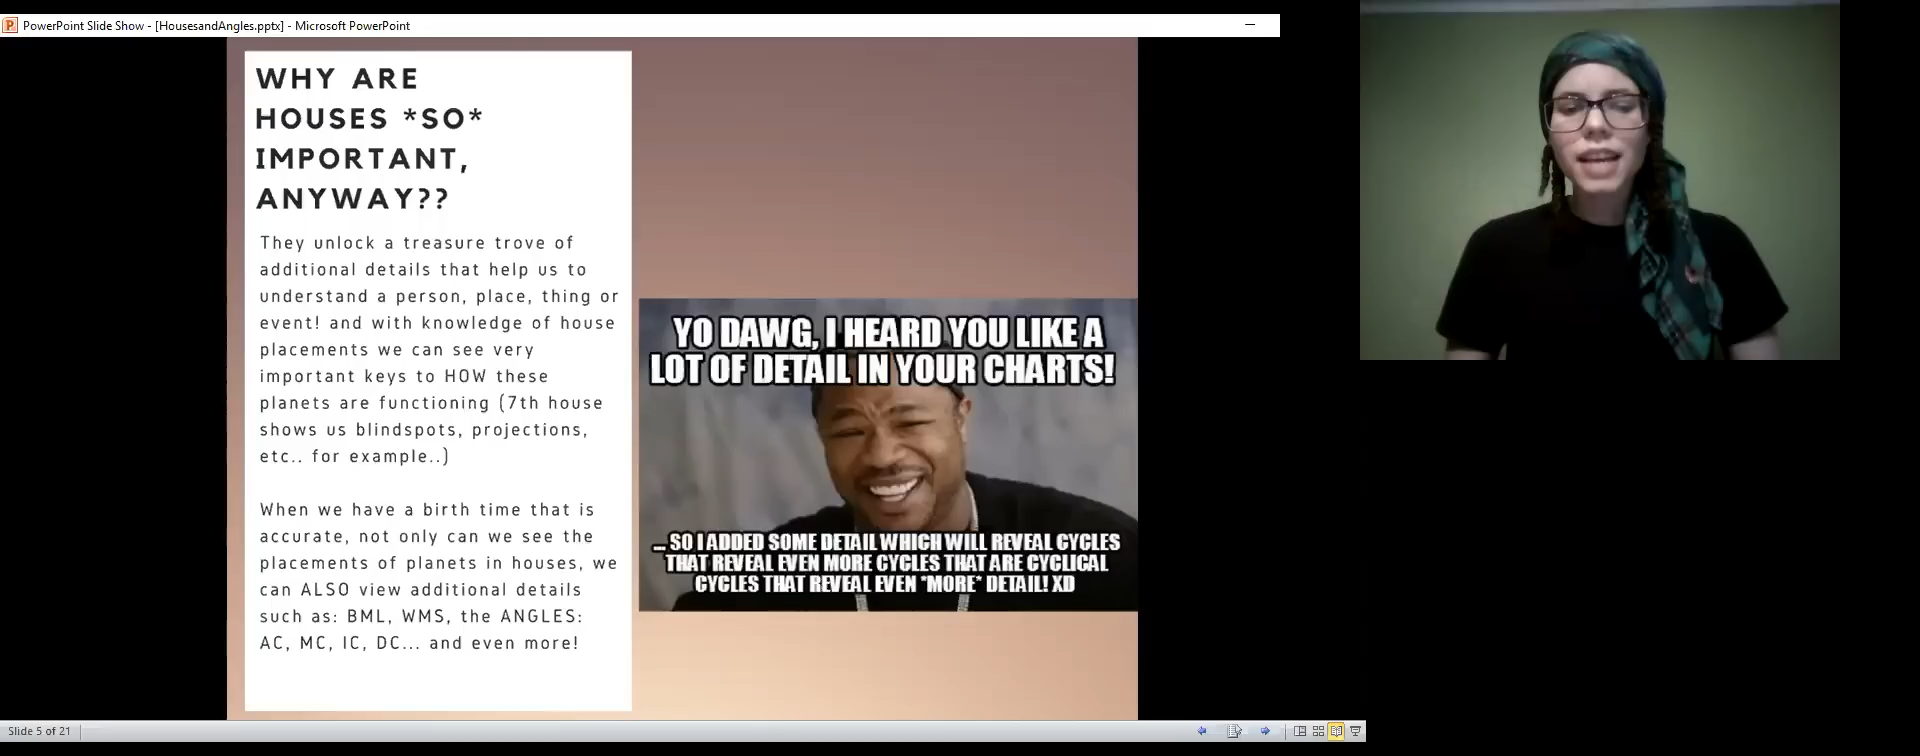 PowerPoint Slide Show - [HousesandAngles.pptx] - Microsoft PowerPoint
WHY ARE
HOUSES *SO*
IMPORTANT,
ANYWAY??
They unlock a treasure trove of
additional details that help us to
understand a person, place, thing or
event! and with knowledge of house
placements we can see very
important keys to HOW these
planets are functioning (7th house
shows us blindspots, projections,
etc.. for example..)
When we have a birth time that is
accurate, not only can we see the
placements of planets in houses, we
can ALSO view additional details
such as: BML, WMS, the ANGLES:
AC, MC, IC, DC... and even more!
YO DAWG, I HEARD YOU LIKE A
LOT OF DETAIL IN YOUR CHARTS!
... SO I ADDED SOME DETAIL WHICH WILL REVEAL CYCLES
THAT REVEAL EVEN MORE CYCLES THAT ARE CYCLICAL
CYCLES THAT REVEAL EVEN *MORE* DETAIL! XD
Slide 5 of 21